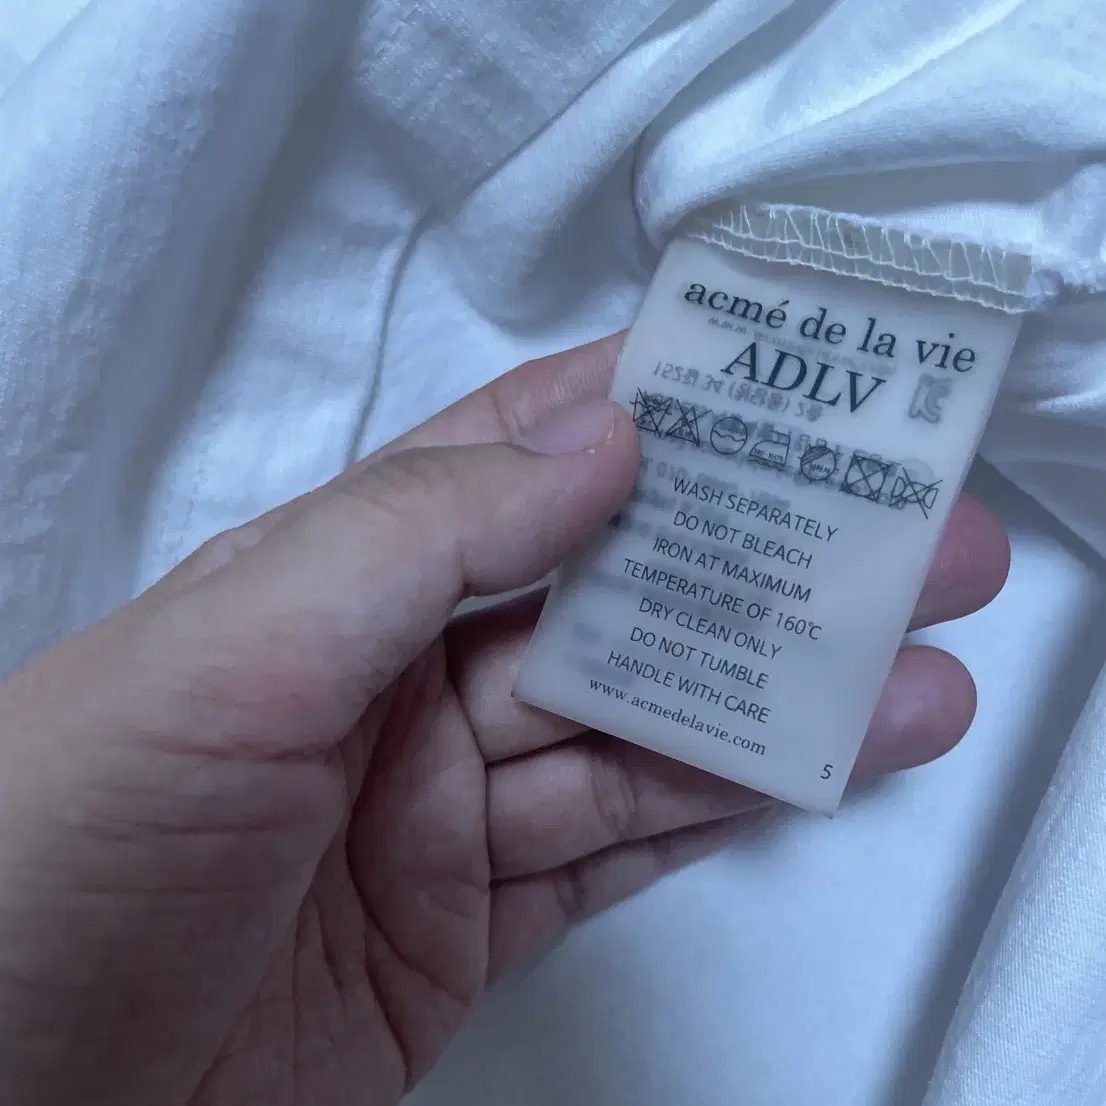 acmé de la vie
ADLV
WASH SEPARATELY
DO NOT BLEACH
IRON AT MAXIMUM
TEMPERATURE OF 160℃
DRY CLEAN ONLY
DO NOT TUMBLE
HANDLE WITH CARE
www.acmedelavie.com
5